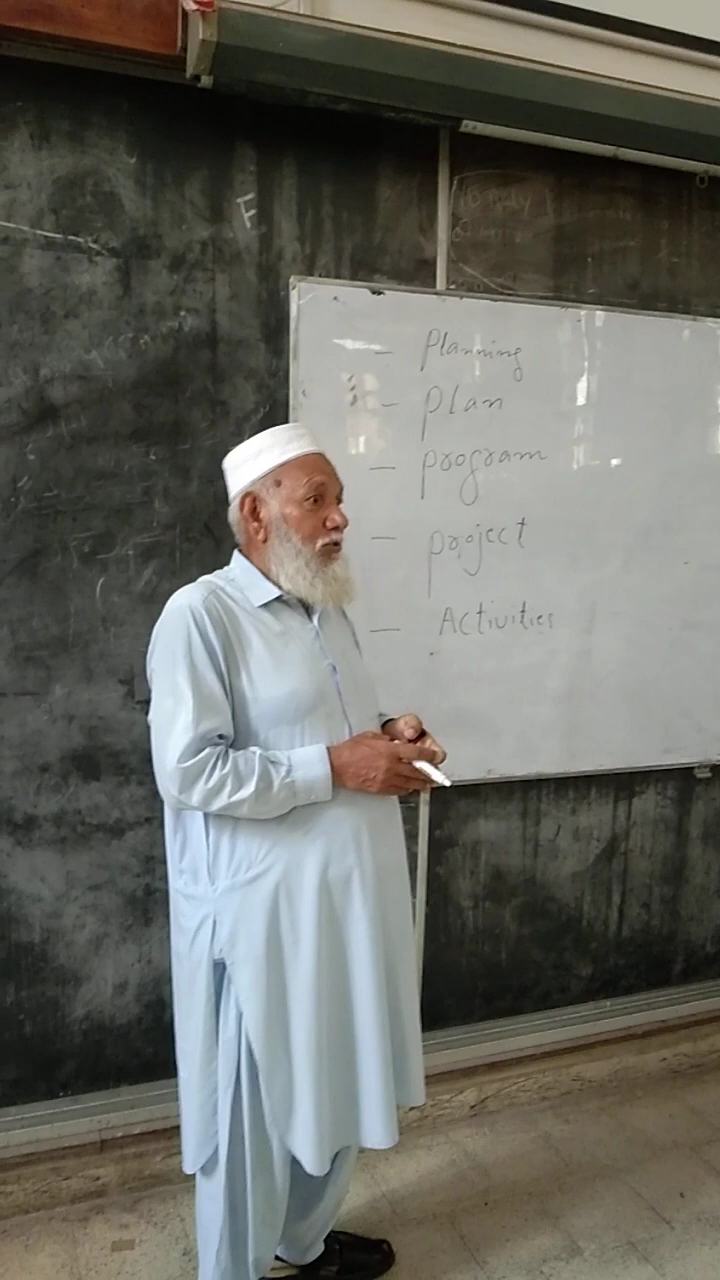 F
- Planning
- plan
- program
- project
- Activities